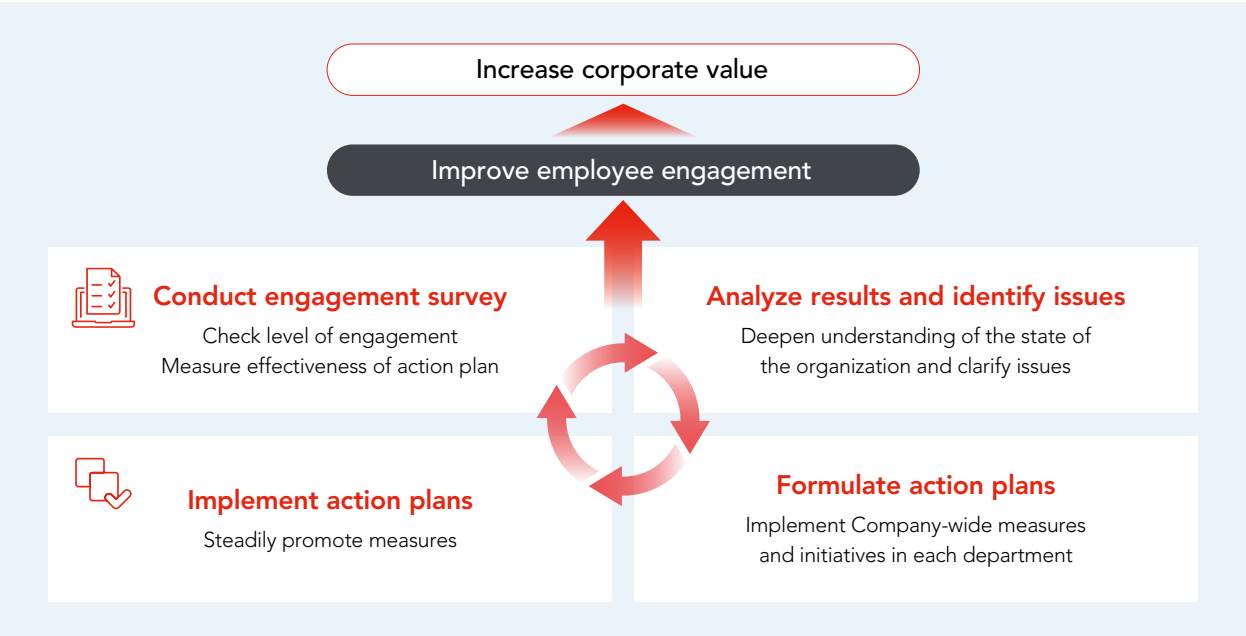 Increase corporate value
Improve employee engagement
Conduct engagement survey
Check level of engagement
Measure effectiveness of action plan
Analyze results and identify issues
Deepen understanding of the state of
the organization and clarify issues
Implement action plans
Steadily promote measures
Formulate action plans
Implement Company-wide measures
and initiatives in each department